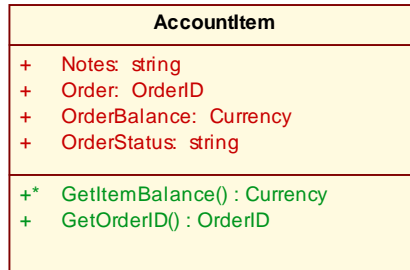 AccountItem
+ Notes: string
+ Order: OrderID
+ OrderBalance: Currency
+ OrderStatus: string
+* GetItemBalance() : Currency
+ GetOrderID() : OrderID